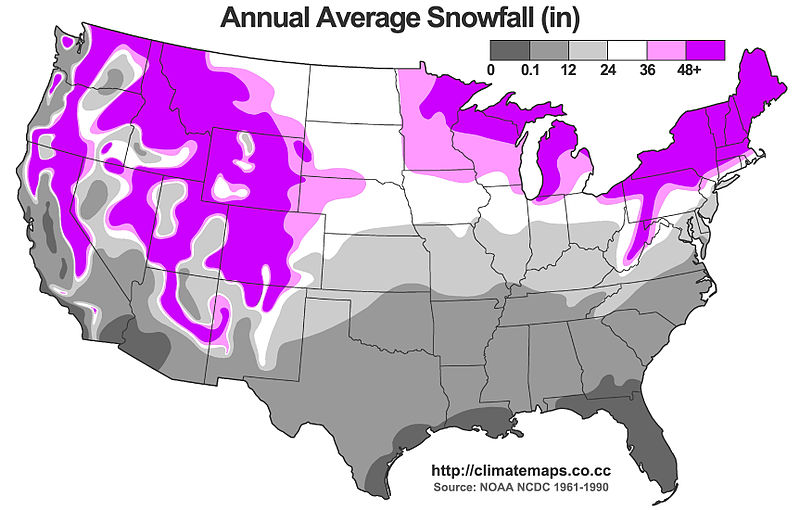 Annual Average Snowfall (in)
0 0.1 12 24 36 48+
http://climatemaps.co.cc
Source: NOAA NCDC 1961-1990